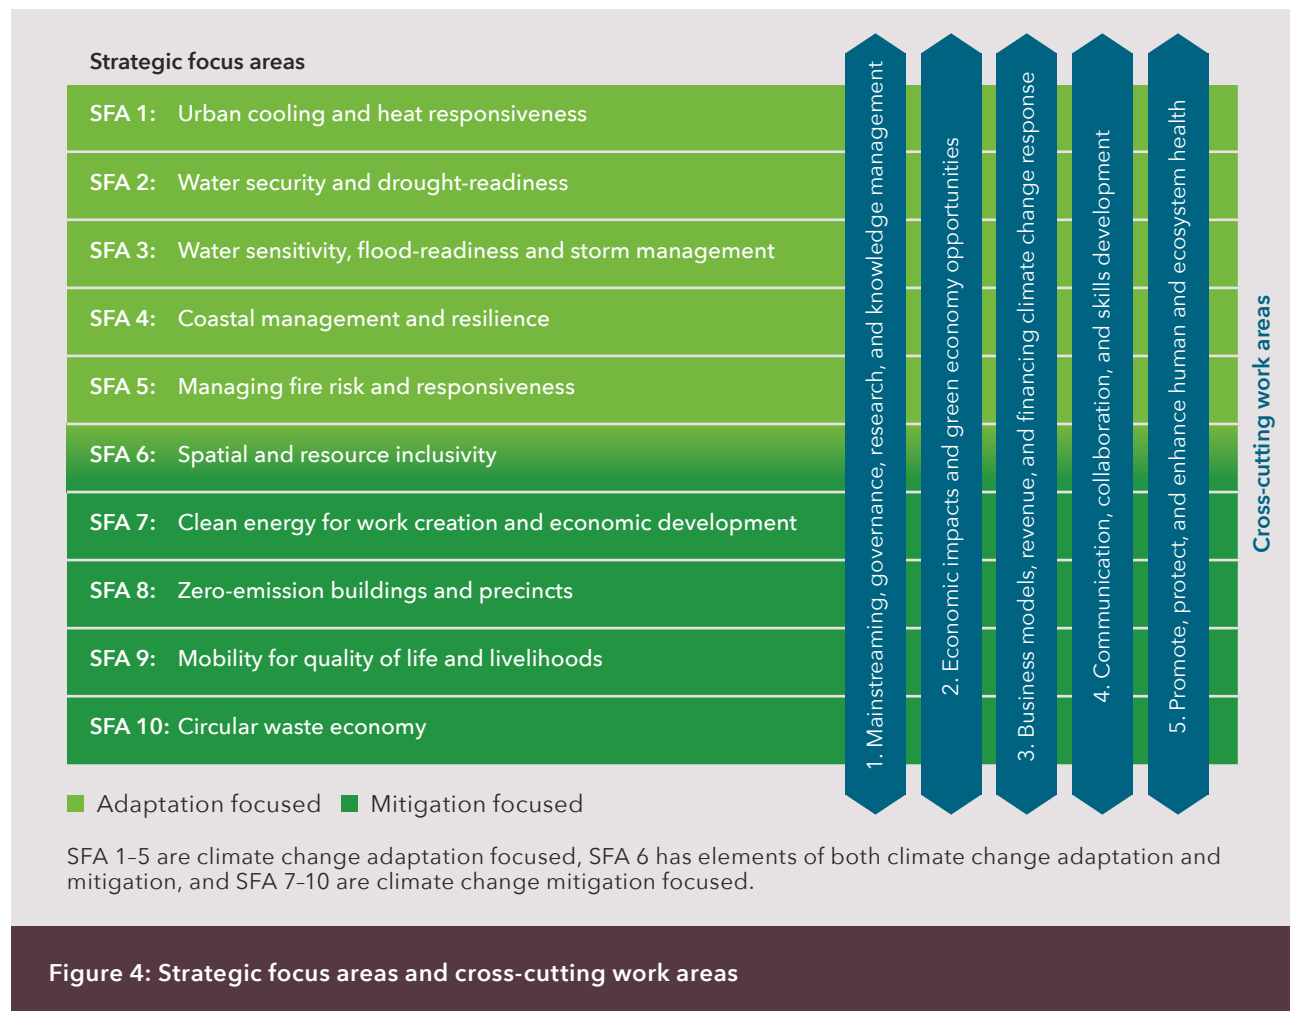 Strategic focus areas
SFA 1: Urban cooling and heat responsiveness
SFA 2: Water security and drought-readiness
SFA 3: Water sensitivity, flood-readiness and storm management
SFA 4: Coastal management and resilience
SFA 5: Managing fire risk and responsiveness
SFA 6: Spatial and resource inclusivity
SFA 7: Clean energy for work creation and economic development
SFA 8: Zero-emission buildings and precincts
SFA 9: Mobility for quality of life and livelihoods
SFA 10: Circular waste economy
1. Mainstreaming, governance, research, and knowledge management
2. Economic impacts and green economy opportunities
3. Business models, revenue, and financing climate change response
4. Communication, collaboration, and skills development
5. Promote, protect, and enhance human and ecosystem health
Cross-cutting work areas
Adaptation focused
Mitigation focused
SFA 1–5 are climate change adaptation focused, SFA 6 has elements of both climate change adaptation and
mitigation, and SFA 7–10 are climate change mitigation focused.
Figure 4: Strategic focus areas and cross-cutting work areas